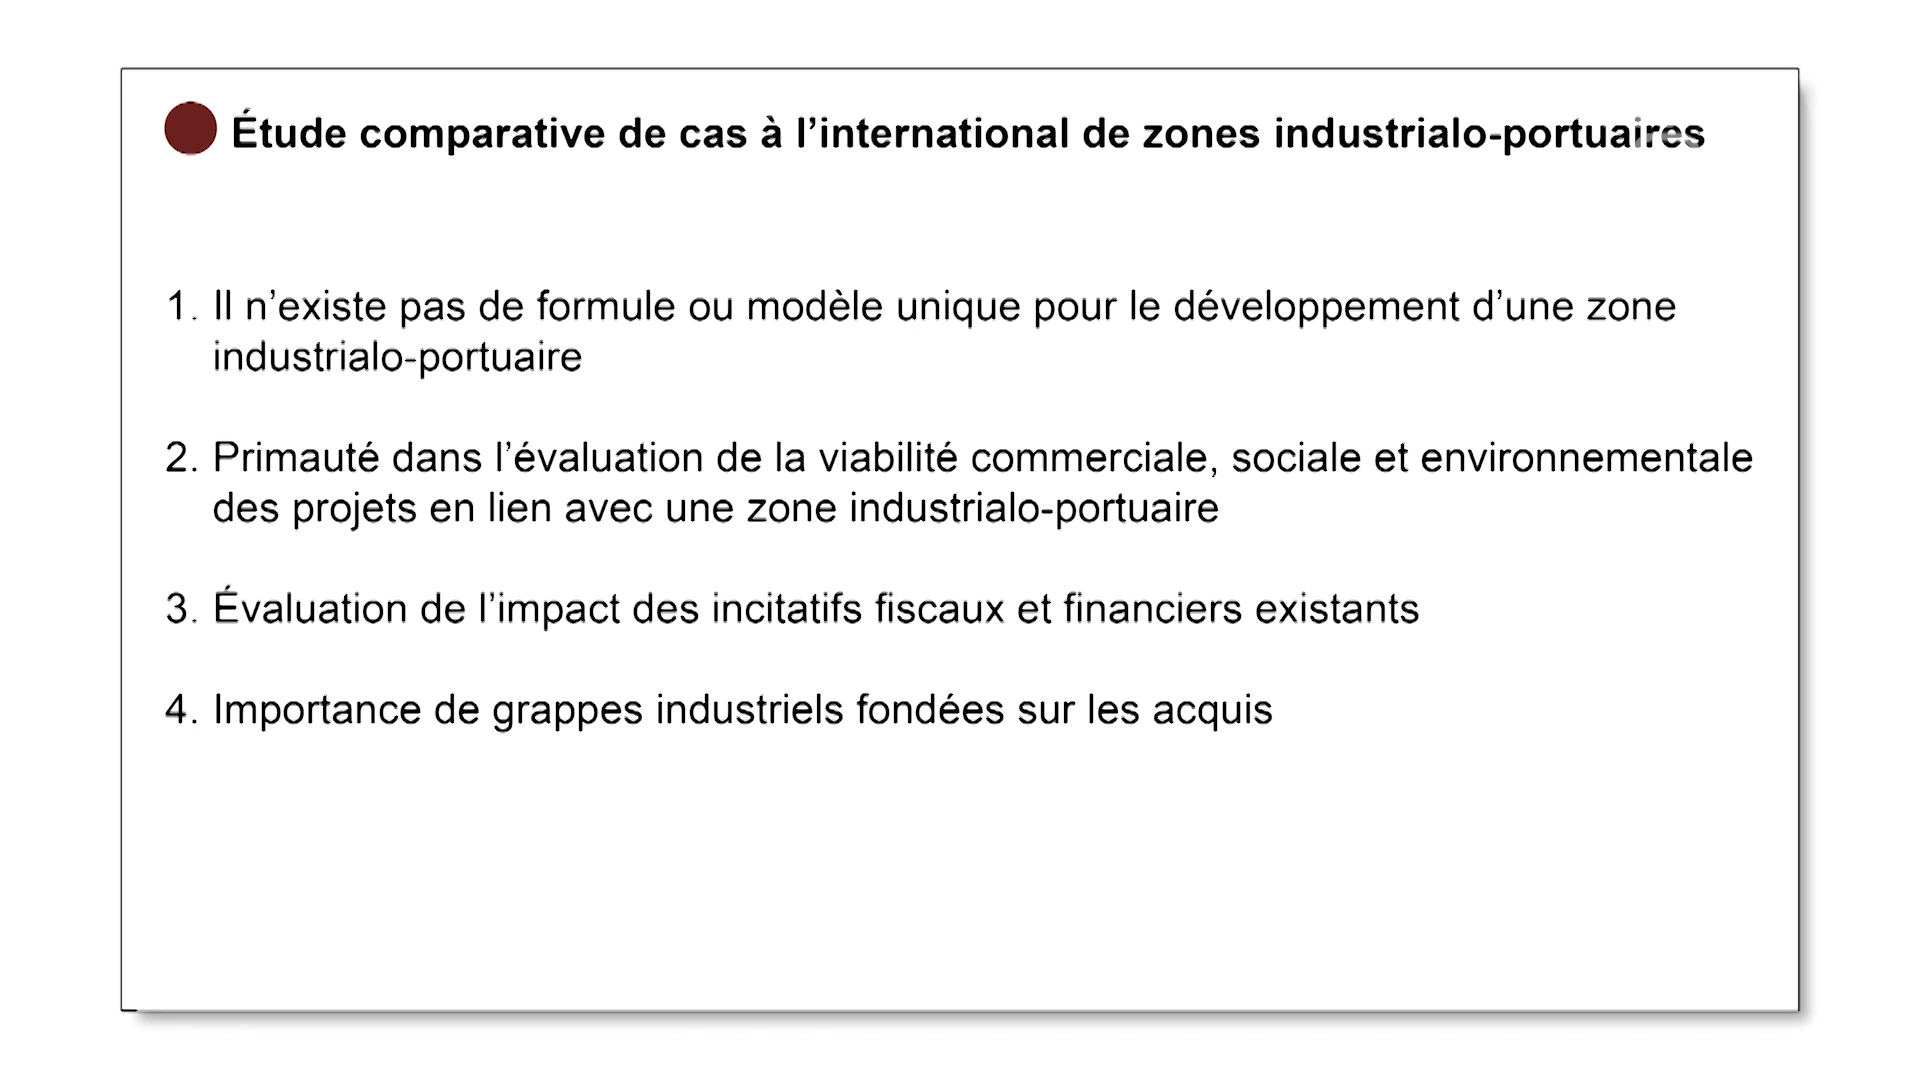 Étude comparative de cas à l’international de zones industrialo-portuaires
1. Il n’existe pas de formule ou modèle unique pour le développement d’une zone
industrialo-portuaire
2. Primauté dans l’évaluation de la viabilité commerciale, sociale et environnementale
des projets en lien avec une zone industrialo-portuaire
3. Évaluation de l’impact des incitatifs fiscaux et financiers existants
4. Importance de grappes industriels fondées sur les acquis